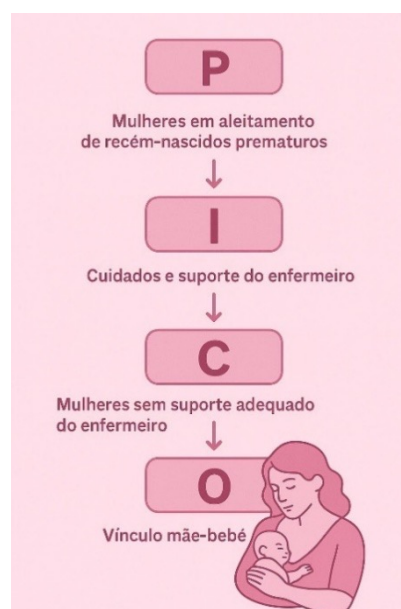 P
Mulheres em aleitamento
de recém-nascidos prematuros
I
Cuidados e suporte do enfermeiro
C
Mulheres sem suporte adequado
do enfermeiro
O
Vínculo mãe-bebé